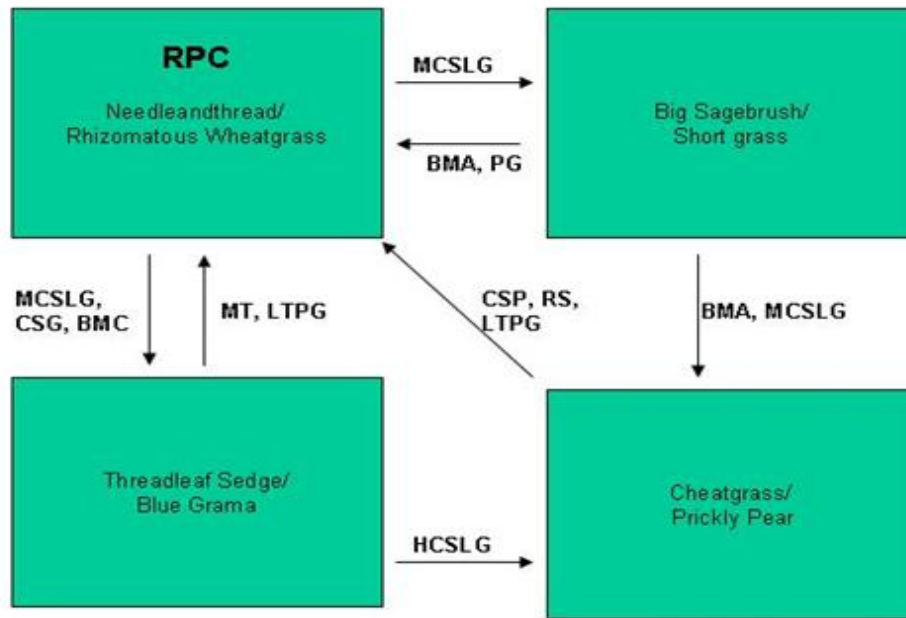 RPC
Needleandthread/
Rhizomatous Wheatgrass
MCSLG
BMA, PG
Big Sagebrush/
Short grass
MCSLG,
CSG, BMC
MT, LTPG
CSP, RS,
LTPG
BMA, MCSLG
Threadleaf Sedge/
Blue Grama
HCSLG
Cheatgrass/
Prickly Pear